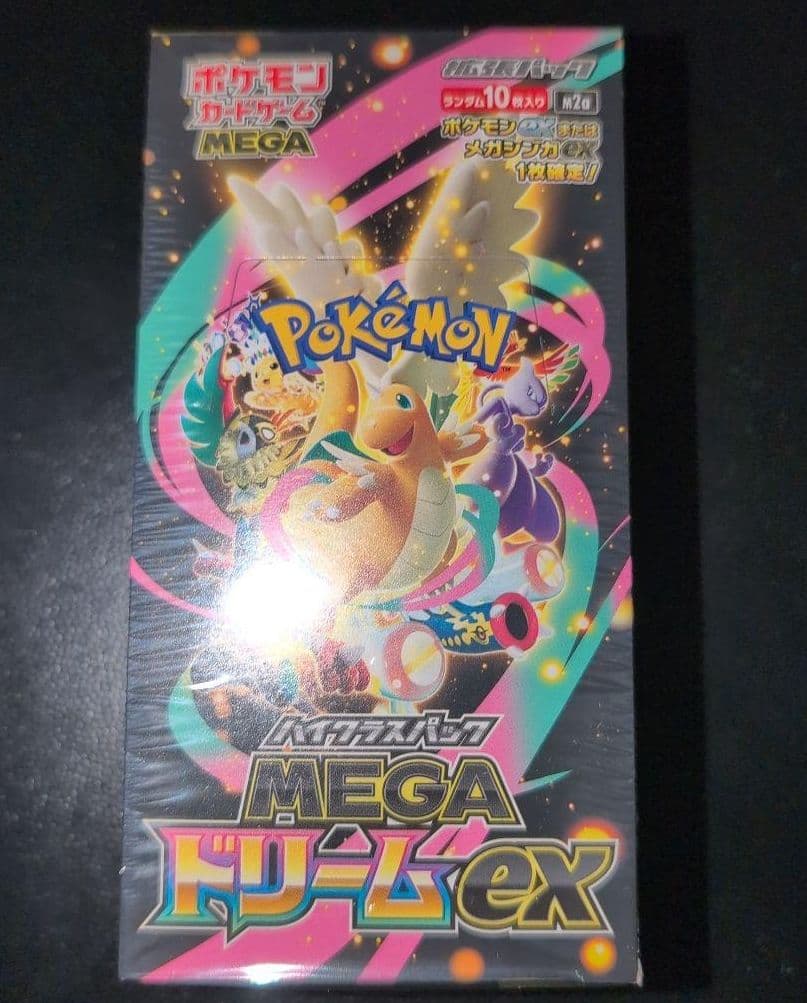 ポケモン
カードゲーム
MEGA
拡張パック
ランダム10枚入り M2a
ポケモンexまたは
メガシンカex
1枚確定!
POKéMON
TM
ハイクラスパック
MEGA
ドリームex